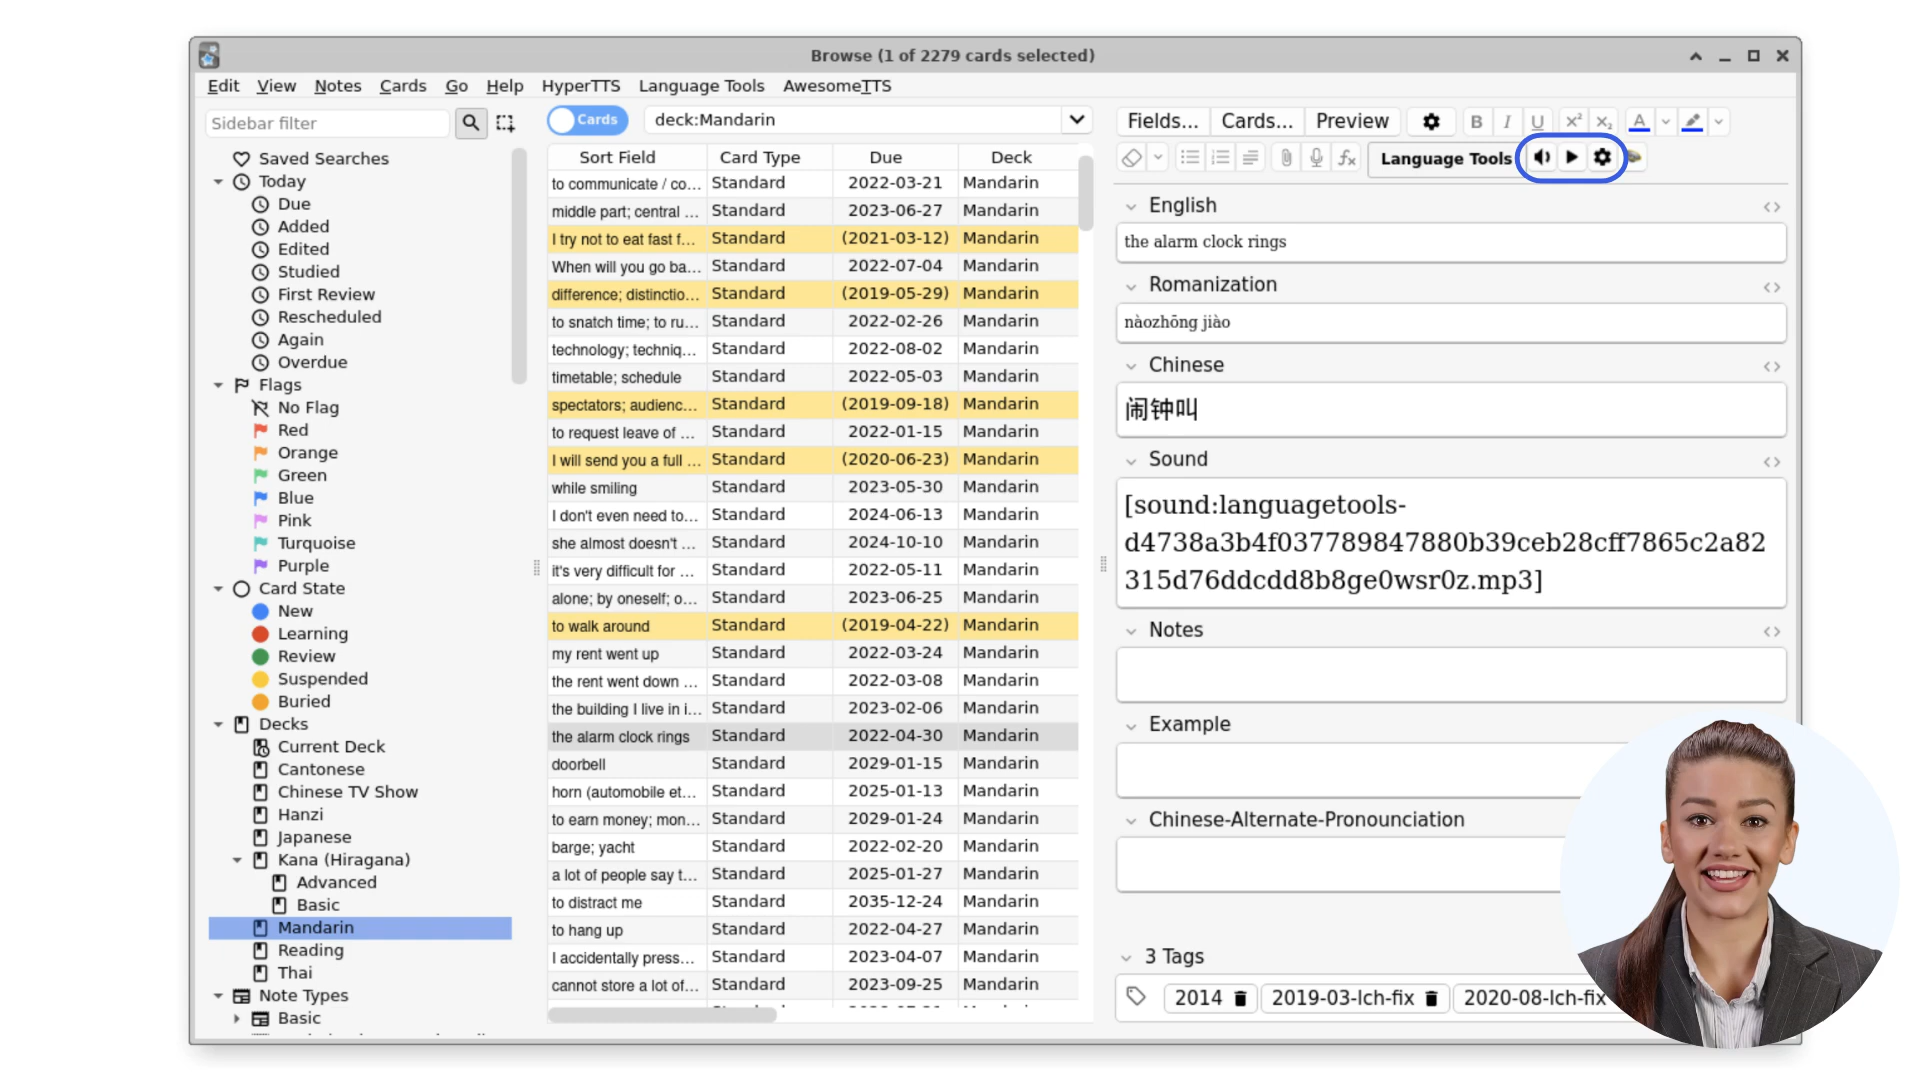 Browse (1 of 2279 cards selected)
Edit View Notes Cards Go Help HyperTTS Language Tools AwesomeTTS
Sidebar filter
Saved Searches
Today
Due
Added
Edited
Studied
First Review
Rescheduled
Again
Overdue
Flags
No Flag
Red
Orange
Green
Blue
Pink
Turquoise
Purple
Card State
New
Learning
Review
Suspended
Buried
Decks
Current Deck
Cantonese
Chinese TV Show
Hanzi
Japanese
Kana (Hiragana)
Advanced
Basic
Mandarin
Reading
Thai
Note Types
Basic
Cards deck:Mandarin
Sort Field Card Type Due Deck
to communicate / co... Standard 2022-03-21 Mandarin
middle part; central ... Standard 2023-06-27 Mandarin
I try not to eat fast f... Standard (2021-03-12) Mandarin
When will you go ba... Standard 2022-07-04 Mandarin
difference; distinctio... Standard (2019-05-29) Mandarin
to snatch time; to ru... Standard 2022-02-26 Mandarin
technology; techniq... Standard 2022-08-02 Mandarin
timetable; schedule Standard 2022-05-03 Mandarin
spectators; audienc... Standard (2019-09-18) Mandarin
to request leave of ... Standard 2022-01-15 Mandarin
I will send you a full ... Standard (2020-06-23) Mandarin
while smiling Standard 2023-05-30 Mandarin
I don't even need to... Standard 2024-06-13 Mandarin
she almost doesn't ... Standard 2024-10-10 Mandarin
it's very difficult for ... Standard 2022-05-11 Mandarin
alone; by oneself; o... Standard 2023-06-25 Mandarin
to walk around Standard (2019-04-22) Mandarin
my rent went up Standard 2022-03-24 Mandarin
the rent went down ... Standard 2022-03-08 Mandarin
the building I live in i... Standard 2023-02-06 Mandarin
the alarm clock rings Standard 2022-04-30 Mandarin
doorbell Standard 2029-01-15 Mandarin
horn (automobile et... Standard 2025-01-13 Mandarin
to earn money; mon... Standard 2029-01-24 Mandarin
barge; yacht Standard 2022-02-20 Mandarin
a lot of people say t... Standard 2025-01-27 Mandarin
to distract me Standard 2035-12-24 Mandarin
to hang up Standard 2022-04-27 Mandarin
I accidentally press... Standard 2023-04-07 Mandarin
cannot store a lot of... Standard 2023-09-25 Mandarin
Fields... Cards... Preview B I U x² x₂ A
fx Language Tools
English
the alarm clock rings
Romanization
nàozhōng jiào
Chinese
闹钟叫
Sound
[sound:languagetools-
d4738a3b4f037789847880b39ceb28cff7865c2a82
315d76ddcdd8b8ge0wsr0z.mp3]
Notes
Example
Chinese-Alternate-Pronounciation
3 Tags
2014 2019-03-lch-fix 2020-08-lch-fix